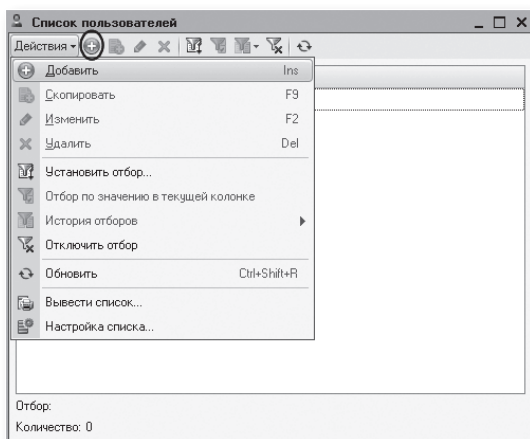 Список пользователей
Действия
Добавить Ins
Скопировать F9
Изменить F2
Удалить Del
Установить отбор...
Отбор по значению в текущей колонке
История отборов
Отключить отбор
Обновить Ctrl+Shift+R
Вывести список...
Настройка списка...
Отбор:
Количество: 0